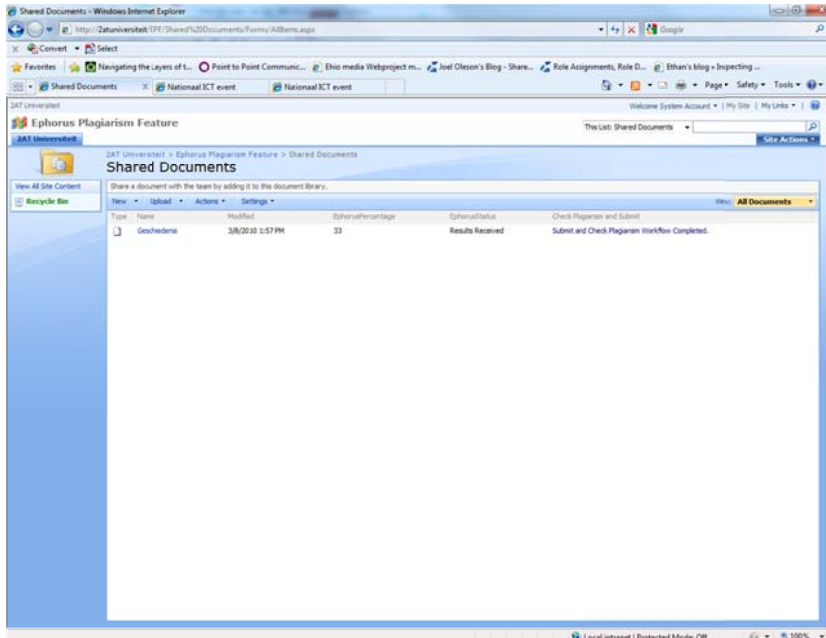 Shared Documents - Windows Internet Explorer
http://2atuniversiteit/EPF/Shared%20Documents/Forms/AllItems.aspx
Google
x Convert Select
Favorites Navigating the Layers of t... Point to Point Communic... Ehio media Webproject m... Joel Oleson's Blog - Share... Role Assignments, Role D... Ethan's blog » Inspecting ...
Shared Documents Nationaal ICT event Nationaal ICT event Page Safety Tools
2AT Universiteit Welcome System Account | My Site | My Links
Ephorus Plagiarism Feature This List: Shared Documents
2AT Universiteit Site Actions
2AT Universiteit > Ephorus Plagiarism Feature > Shared Documents
Shared Documents
View All Site Content Share a document with the team by adding it to this document library.
Recycle Bin New Upload Actions Settings View: All Documents
Type Name Modified EphorusPercentage EphorusStatus Check Plagiarism and Submit
Geschiedenis 3/8/2010 1:57 PM 33 Results Received Submit and Check Plagiarism Workflow Completed.
Local intranet | Protected Mode: Off 100%